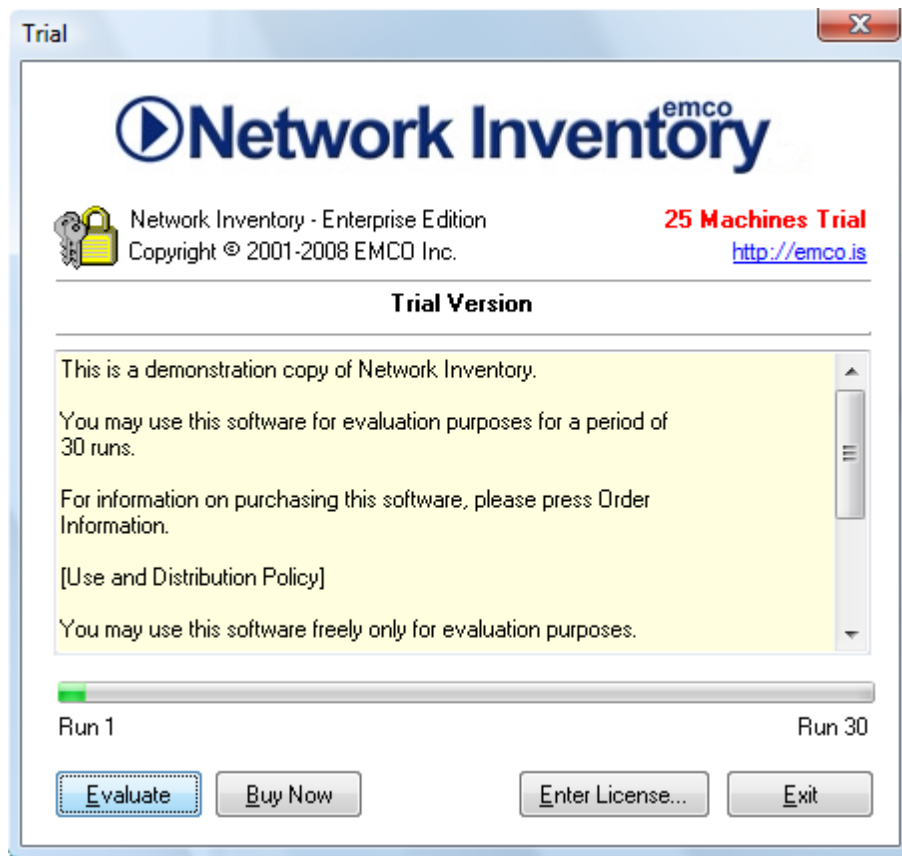 Trial
emco
Network Inventory
Network Inventory - Enterprise Edition
25 Machines Trial
Copyright © 2001-2008 EMCO Inc.
http://emco.is
Trial Version
This is a demonstration copy of Network Inventory.
You may use this software for evaluation purposes for a period of
30 runs.
For information on purchasing this software, please press Order
Information.
[Use and Distribution Policy]
You may use this software freely only for evaluation purposes.
Run 1
Run 30
Evaluate
Buy Now
Enter License...
Exit